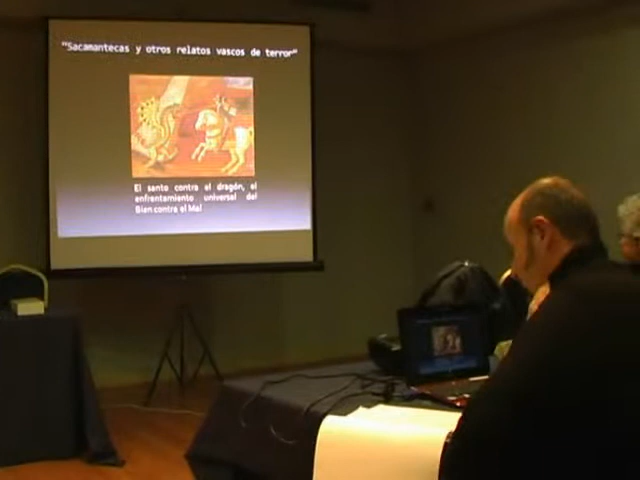 "Sacamantecas y otros relatos vascos de terror"
El santo contra el dragón, el
enfrentamiento universal del
Bien contra el Mal